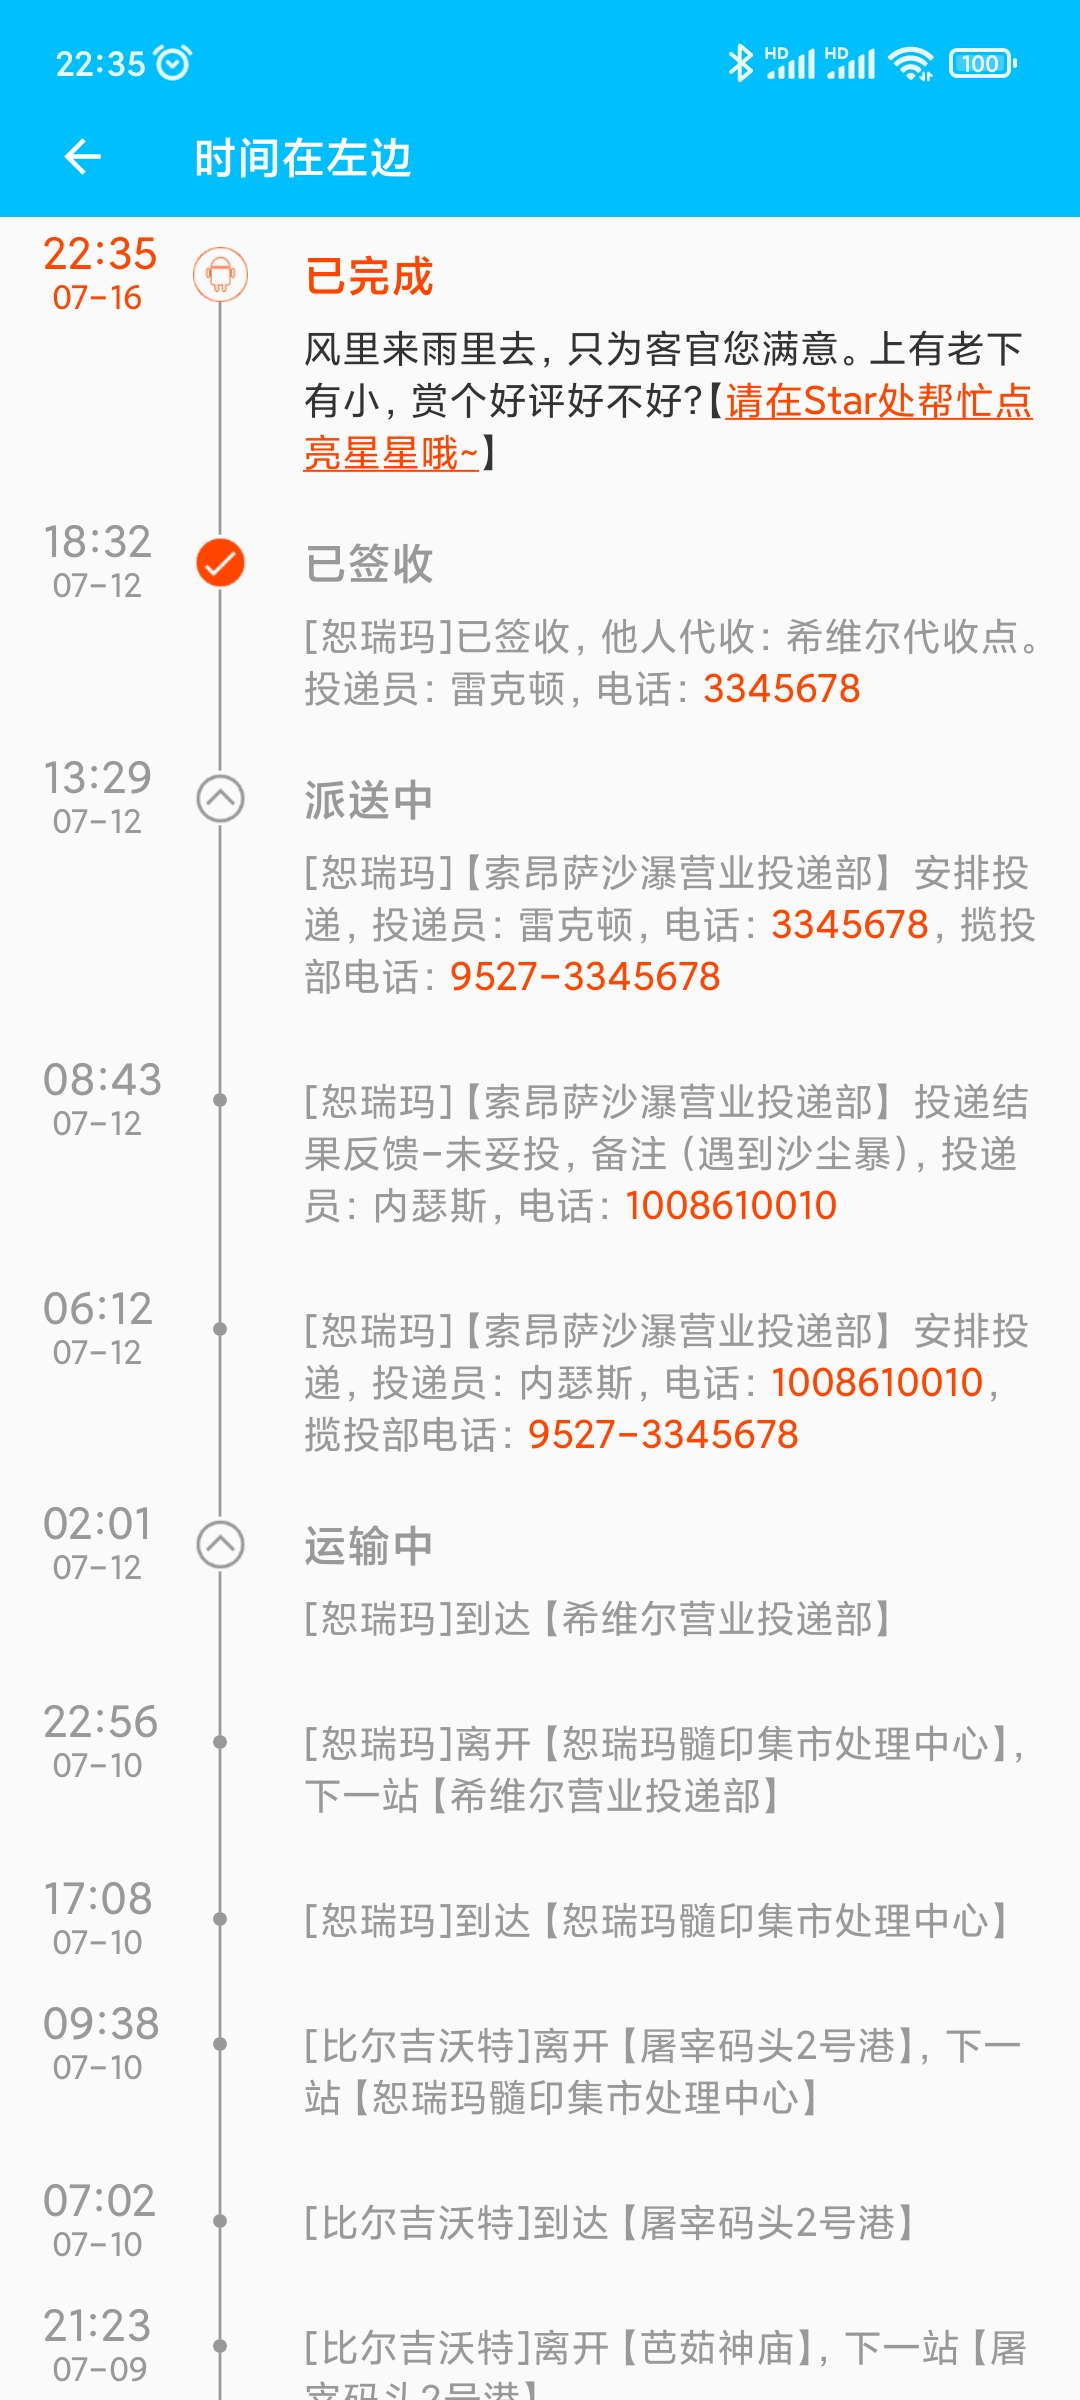 22:35
HD HD 100
时间在左边
22:35
07-16
已完成
风里来雨里去, 只为客官您满意。上有老下
有小, 赏个好评好不好?【请在Star处帮忙点
亮星星哦~】
18:32
07-12
已签收
[恕瑞玛]已签收, 他人代收: 希维尔代收点。
投递员: 雷克顿, 电话: 3345678
13:29
07-12
派送中
[恕瑞玛]【索昂萨沙瀑营业投递部】安排投
递, 投递员: 雷克顿, 电话: 3345678, 揽投
部电话: 9527-3345678
08:43
07-12
[恕瑞玛]【索昂萨沙瀑营业投递部】投递结
果反馈-未妥投, 备注 (遇到沙尘暴), 投递
员: 内瑟斯, 电话: 1008610010
06:12
07-12
[恕瑞玛]【索昂萨沙瀑营业投递部】安排投
递, 投递员: 内瑟斯, 电话: 1008610010,
揽投部电话: 9527-3345678
02:01
07-12
运输中
[恕瑞玛]到达【希维尔营业投递部】
22:56
07-10
[恕瑞玛]离开【恕瑞玛髓印集市处理中心】,
下一站【希维尔营业投递部】
17:08
07-10
[恕瑞玛]到达【恕瑞玛髓印集市处理中心】
09:38
07-10
[比尔吉沃特]离开【屠宰码头2号港】, 下一
站【恕瑞玛髓印集市处理中心】
07:02
07-10
[比尔吉沃特]到达【屠宰码头2号港】
21:23
07-09
[比尔吉沃特]离开【芭茹神庙】, 下一站【屠
宰码头2号港】